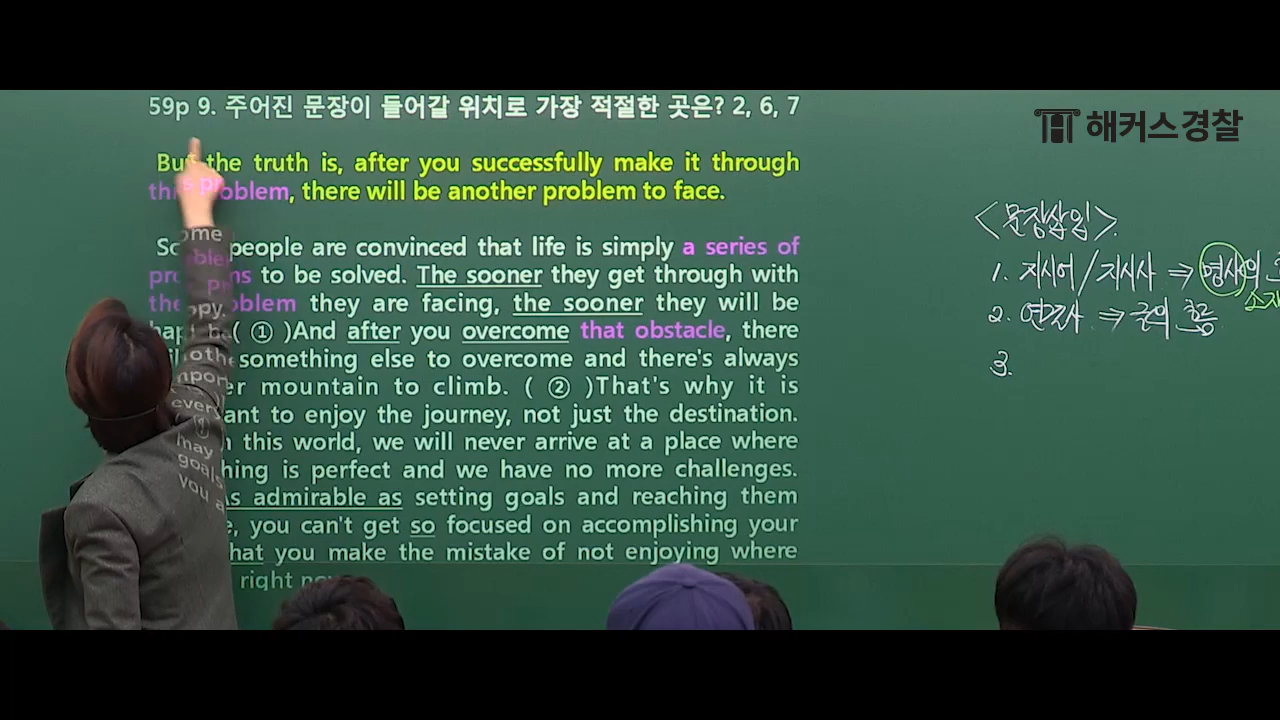 59p 9. 주어진 문장이 들어갈 위치로 가장 적절한 곳은? 2, 6, 7
해커스경찰
But the truth is, after you successfully make it through
this problem, there will be another problem to face.
people are convinced that life is simply a series of
to be solved. The sooner they get through with
they are facing, the sooner they will be
( ① )And after you overcome that obstacle, there
something else to overcome and there's always
mountain to climb. ( ② )That's why it is
to enjoy the journey, not just the destination.
this world, we will never arrive at a place where
is perfect and we have no more challenges.
As admirable as setting goals and reaching them
you can't get so focused on accomplishing your
you make the mistake of not enjoying where
right
<문장삽입>
1. 지시어 / 지시사 ⇒ 명사의
2. 연결사 ⇒ 글의 흐름
3.